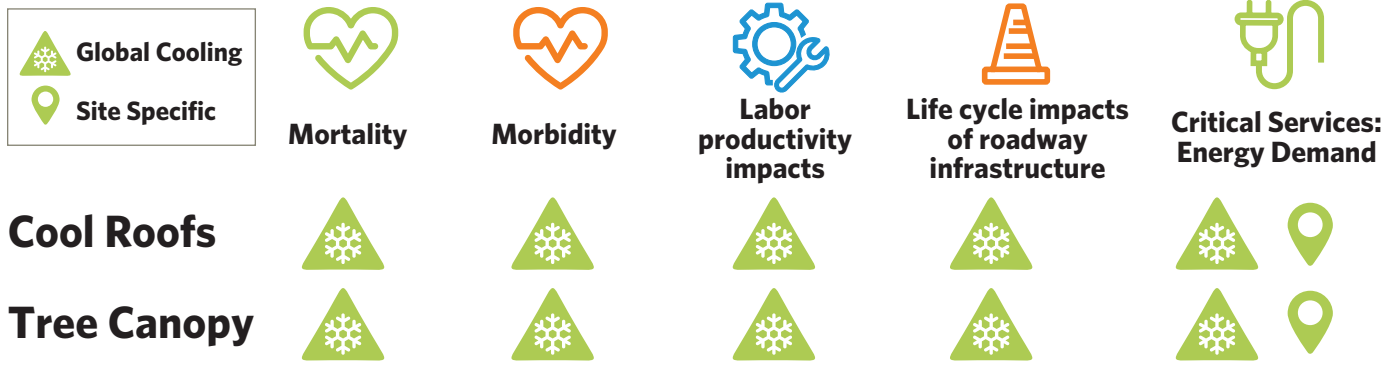 Global Cooling
Site Specific
Mortality
Morbidity
Labor
productivity
impacts
Life cycle impacts
of roadway
infrastructure
Critical Services:
Energy Demand
Cool Roofs
Tree Canopy